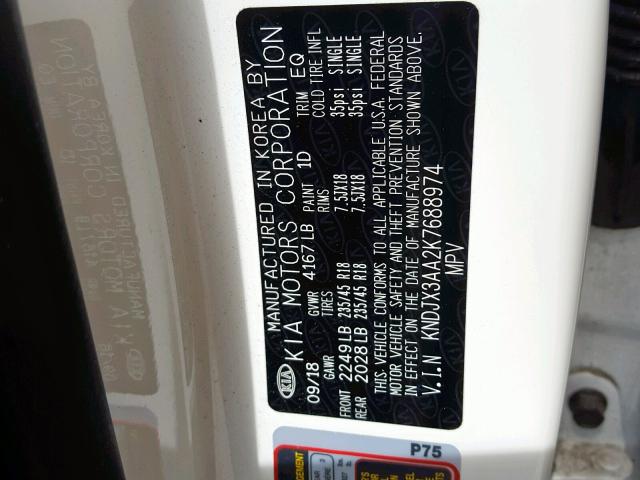 MANUFACTURED IN KOREA BY
KIA KIA MOTORS CORPORATION
09/18 GVWR 4167LB PAINT 1D TRIM EQ
GAWR TIRES RIMS COLD TIRE INFL
FRONT 2249LB 235/45 R18 7.5JX18 35psi SINGLE
REAR 2028LB 235/45 R18 7.5JX18 35psi SINGLE
THIS VEHICLE CONFORMS TO ALL APPLICABLE U.S.A. FEDERAL
MOTOR VEHICLE SAFETY AND THEFT PREVENTION STANDARDS
IN EFFECT ON THE DATE OF MANUFACTURE SHOWN ABOVE.
V.I.N KNDJX3AA2K7688974
MPV
P75